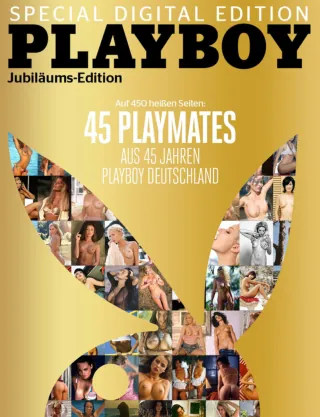 SPECIAL DIGITAL EDITION
PLAYBOY
Jubiläums-Edition
Auf 450 heißen Seiten:
45 PLAYMATES
AUS 45 JAHREN
PLAYBOY DEUTSCHLAND